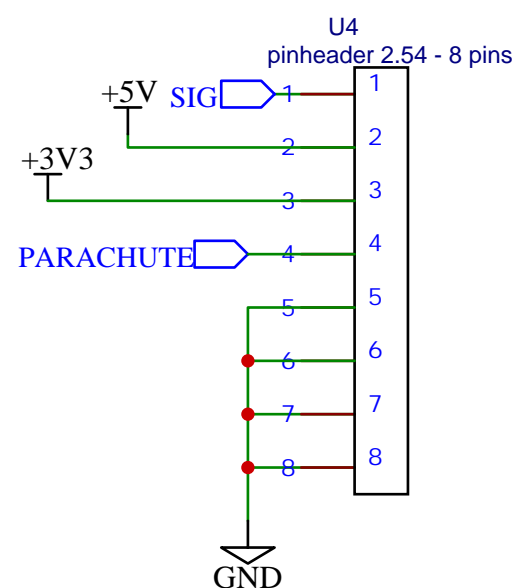 U4
pinheader 2.54 - 8 pins
SIG 1 1
+5V
2 2
+3V3
3 3
PARACHUTE 4 4
5 5
6 6
7 7
8 8
GND